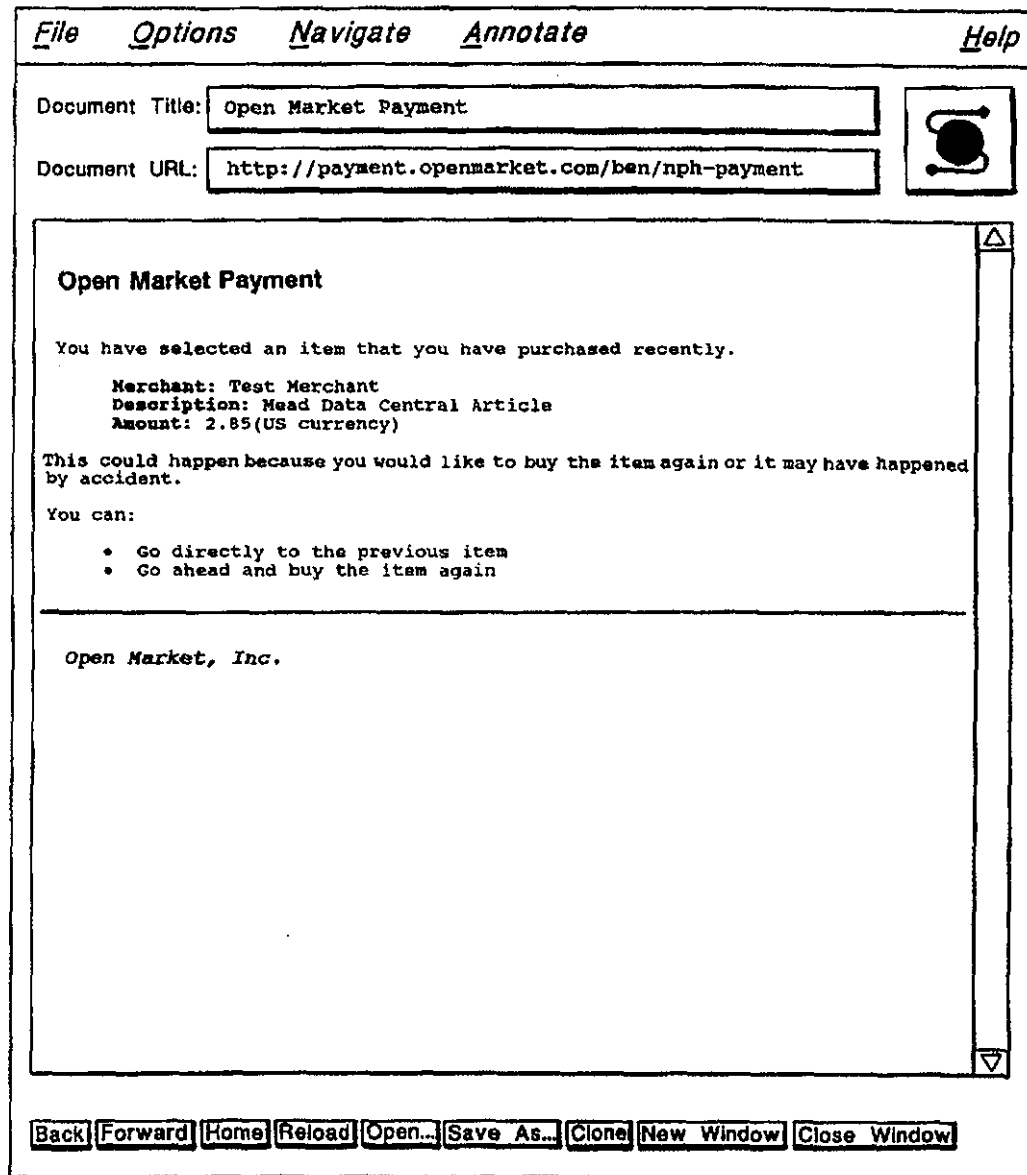 File Options Navigate Annotate Help
Document Title: Open Market Payment
Document URL: http://payment.openmarket.com/ben/nph-payment
Open Market Payment
You have selected an item that you have purchased recently.
Merchant: Test Merchant
Description: Mead Data Central Article
Amount: 2.85(US currency)
This could happen because you would like to buy the item again or it may have happened
by accident.
You can:
• Go directly to the previous item
• Go ahead and buy the item again
Open Market, Inc.
Back Forward Home Reload Open... Save As... Clone New Window Close Window